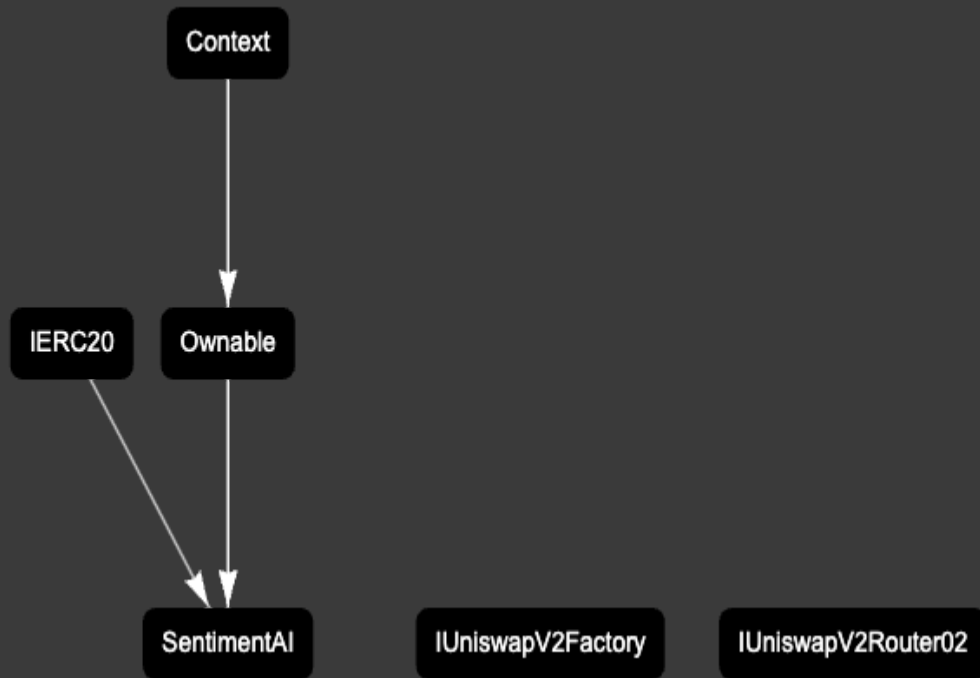 Context
IERC20
Ownable
SentimentAI
IUniswapV2Factory
IUniswapV2Router02